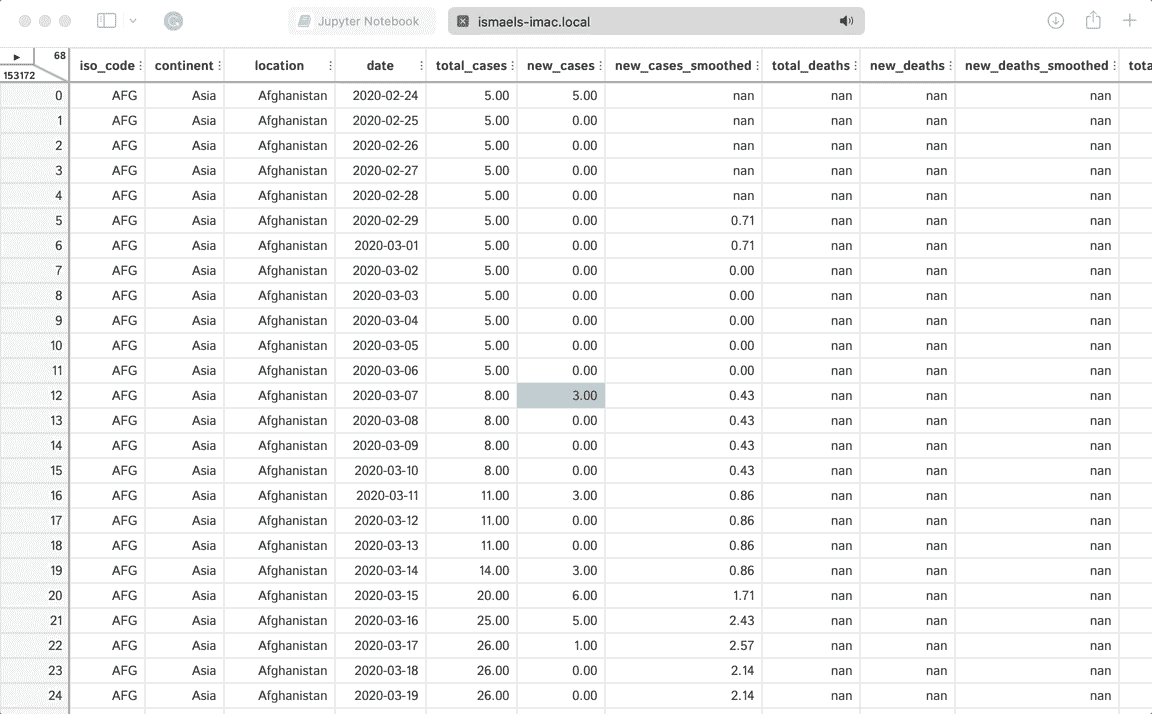 Jupyter Notebook ismaels-imac.local
68
153172
iso_code continent location date total_cases new_cases new_cases_smoothed total_deaths new_deaths new_deaths_smoothed tota
0 AFG Asia Afghanistan 2020-02-24 5.00 5.00 nan nan nan nan
1 AFG Asia Afghanistan 2020-02-25 5.00 0.00 nan nan nan nan
2 AFG Asia Afghanistan 2020-02-26 5.00 0.00 nan nan nan nan
3 AFG Asia Afghanistan 2020-02-27 5.00 0.00 nan nan nan nan
4 AFG Asia Afghanistan 2020-02-28 5.00 0.00 nan nan nan nan
5 AFG Asia Afghanistan 2020-02-29 5.00 0.00 0.71 nan nan nan
6 AFG Asia Afghanistan 2020-03-01 5.00 0.00 0.71 nan nan nan
7 AFG Asia Afghanistan 2020-03-02 5.00 0.00 0.00 nan nan nan
8 AFG Asia Afghanistan 2020-03-03 5.00 0.00 0.00 nan nan nan
9 AFG Asia Afghanistan 2020-03-04 5.00 0.00 0.00 nan nan nan
10 AFG Asia Afghanistan 2020-03-05 5.00 0.00 0.00 nan nan nan
11 AFG Asia Afghanistan 2020-03-06 5.00 0.00 0.00 nan nan nan
12 AFG Asia Afghanistan 2020-03-07 8.00 3.00 0.43 nan nan nan
13 AFG Asia Afghanistan 2020-03-08 8.00 0.00 0.43 nan nan nan
14 AFG Asia Afghanistan 2020-03-09 8.00 0.00 0.43 nan nan nan
15 AFG Asia Afghanistan 2020-03-10 8.00 0.00 0.43 nan nan nan
16 AFG Asia Afghanistan 2020-03-11 11.00 3.00 0.86 nan nan nan
17 AFG Asia Afghanistan 2020-03-12 11.00 0.00 0.86 nan nan nan
18 AFG Asia Afghanistan 2020-03-13 11.00 0.00 0.86 nan nan nan
19 AFG Asia Afghanistan 2020-03-14 14.00 3.00 0.86 nan nan nan
20 AFG Asia Afghanistan 2020-03-15 20.00 6.00 1.71 nan nan nan
21 AFG Asia Afghanistan 2020-03-16 25.00 5.00 2.43 nan nan nan
22 AFG Asia Afghanistan 2020-03-17 26.00 1.00 2.57 nan nan nan
23 AFG Asia Afghanistan 2020-03-18 26.00 0.00 2.14 nan nan nan
24 AFG Asia Afghanistan 2020-03-19 26.00 0.00 2.14 nan nan nan